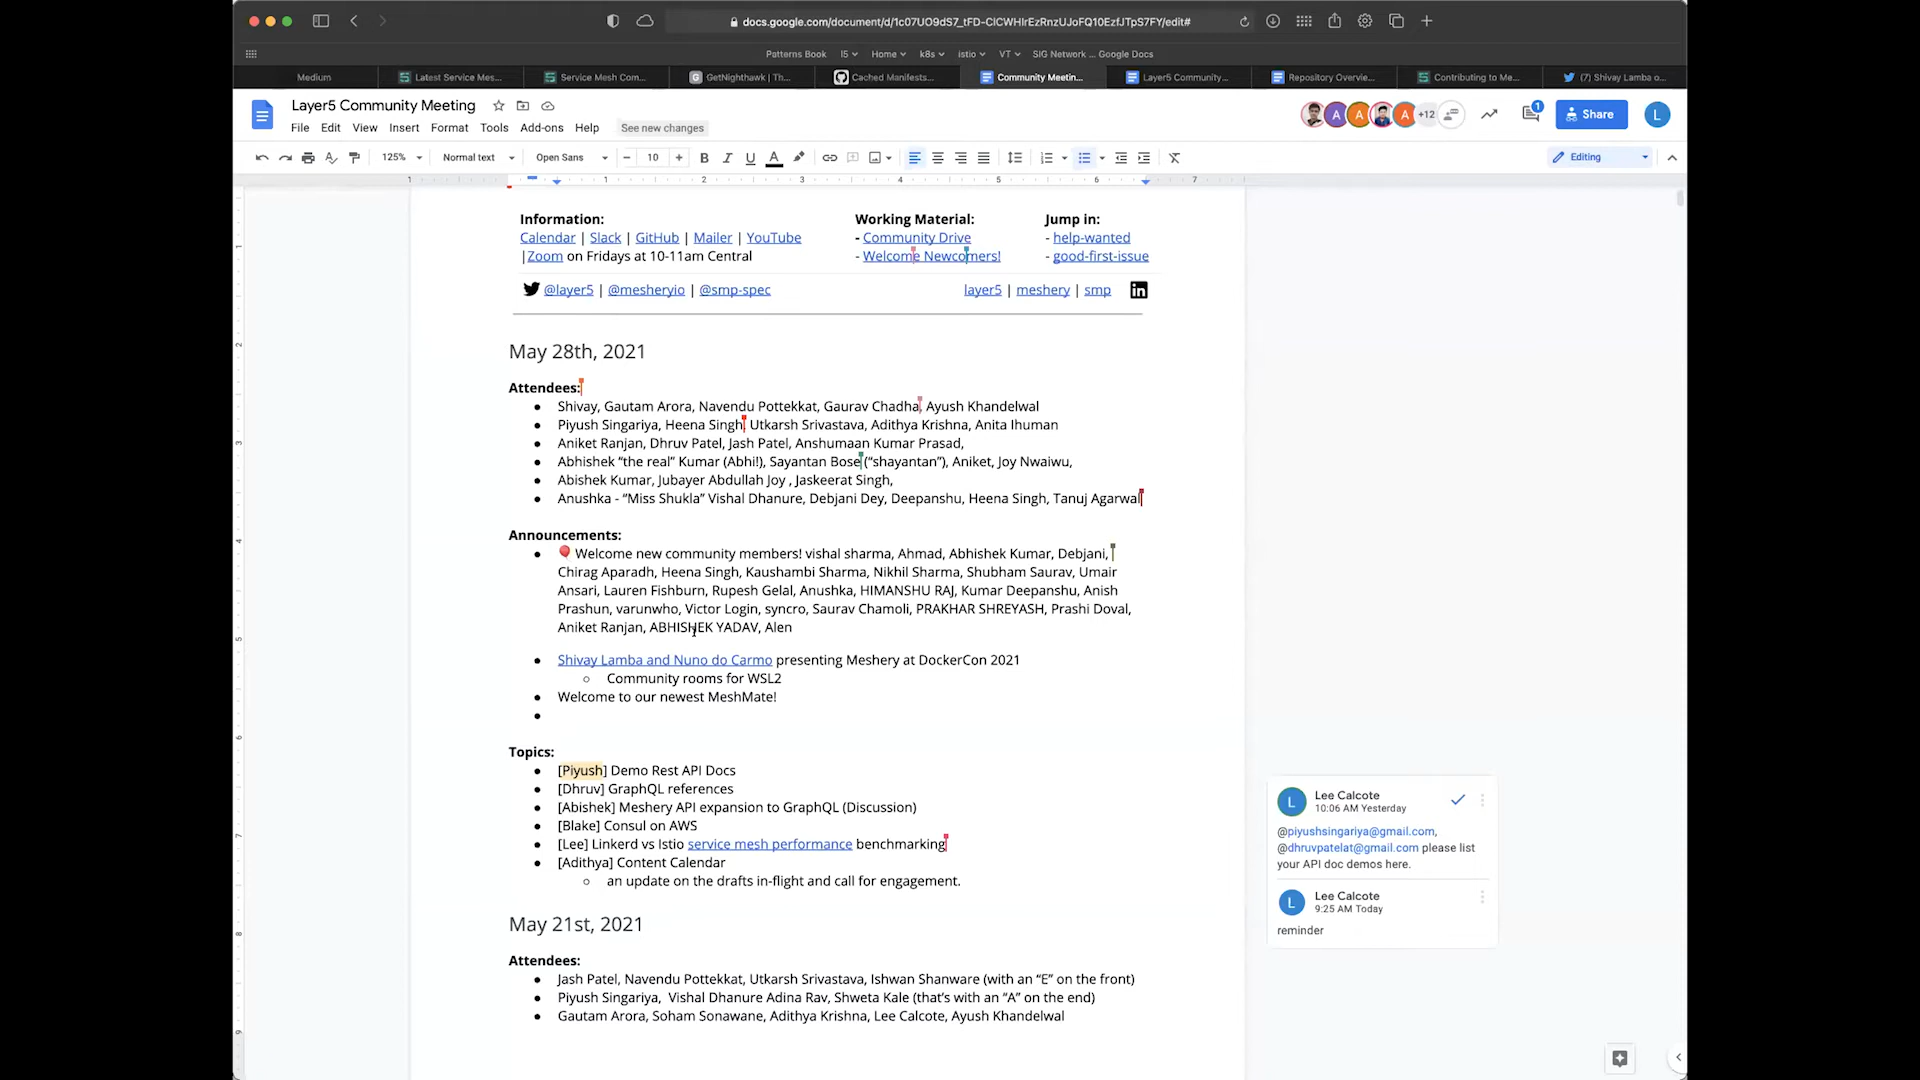 docs.google.com/document/d/1c07UO9dS7_tFD-ClCWHIrEzRnzUJoFQ10EzfJTpS7FY/edit#
Patterns Book I5 Home k8s istio VT SIG Network ... Google Docs
Medium Latest Service Mes... Service Mesh Com... GetNighthawk | Th... Cached Manifests... Community Meetin... Layer5 Community... Repository Overvie... Contributing to Me... (7) Shivay Lamba o...
Layer5 Community Meeting
+12 1 Share L
File Edit View Insert Format Tools Add-ons Help See new changes
125% Normal text Open Sans 10 Editing
1 1 2 3 4 5 6 7
Information: Working Material: Jump in:
Calendar | Slack | GitHub | Mailer | YouTube - Community Drive - help-wanted
|Zoom on Fridays at 10-11am Central - Welcome Newcomers! - good-first-issue
@layer5 | @mesheryio | @smp-spec layer5 | meshery | smp
May 28th, 2021
Attendees:
Shivay, Gautam Arora, Navendu Pottekkat, Gaurav Chadha, Ayush Khandelwal
Piyush Singariya, Heena Singh, Utkarsh Srivastava, Adithya Krishna, Anita Ihuman
Aniket Ranjan, Dhruv Patel, Jash Patel, Anshumaan Kumar Prasad,
Abhishek “the real” Kumar (Abhi!), Sayantan Bose (“shayantan”), Aniket, Joy Nwaiwu,
Abishek Kumar, Jubayer Abdullah Joy , Jaskeerat Singh,
Anushka - “Miss Shukla” Vishal Dhanure, Debjani Dey, Deepanshu, Heena Singh, Tanuj Agarwal
Announcements:
🎈 Welcome new community members! vishal sharma, Ahmad, Abhishek Kumar, Debjani,
Chirag Aparadh, Heena Singh, Kaushambi Sharma, Nikhil Sharma, Shubham Saurav, Umair
Ansari, Lauren Fishburn, Rupesh Gelal, Anushka, HIMANSHU RAJ, Kumar Deepanshu, Anish
Prashun, varunwho, Victor Login, syncro, Saurav Chamoli, PRAKHAR SHREYASH, Prashi Doval,
Aniket Ranjan, ABHISHEK YADAV, Alen
Shivay Lamba and Nuno do Carmo presenting Meshery at DockerCon 2021
Community rooms for WSL2
Welcome to our newest MeshMate!
Topics:
[Piyush] Demo Rest API Docs
[Dhruv] GraphQL references
[Abishek] Meshery API expansion to GraphQL (Discussion)
[Blake] Consul on AWS
[Lee] Linkerd vs Istio service mesh performance benchmarking
[Adithya] Content Calendar
an update on the drafts in-flight and call for engagement.
L Lee Calcote
10:06 AM Yesterday
@piyushsingariya@gmail.com,
@dhruvpatelat@gmail.com please list
your API doc demos here.
L Lee Calcote
9:25 AM Today
reminder
May 21st, 2021
Attendees:
Jash Patel, Navendu Pottekkat, Utkarsh Srivastava, Ishwan Shanware (with an “E” on the front)
Piyush Singariya, Vishal Dhanure Adina Rav, Shweta Kale (that’s with an “A” on the end)
Gautam Arora, Soham Sonawane, Adithya Krishna, Lee Calcote, Ayush Khandelwal